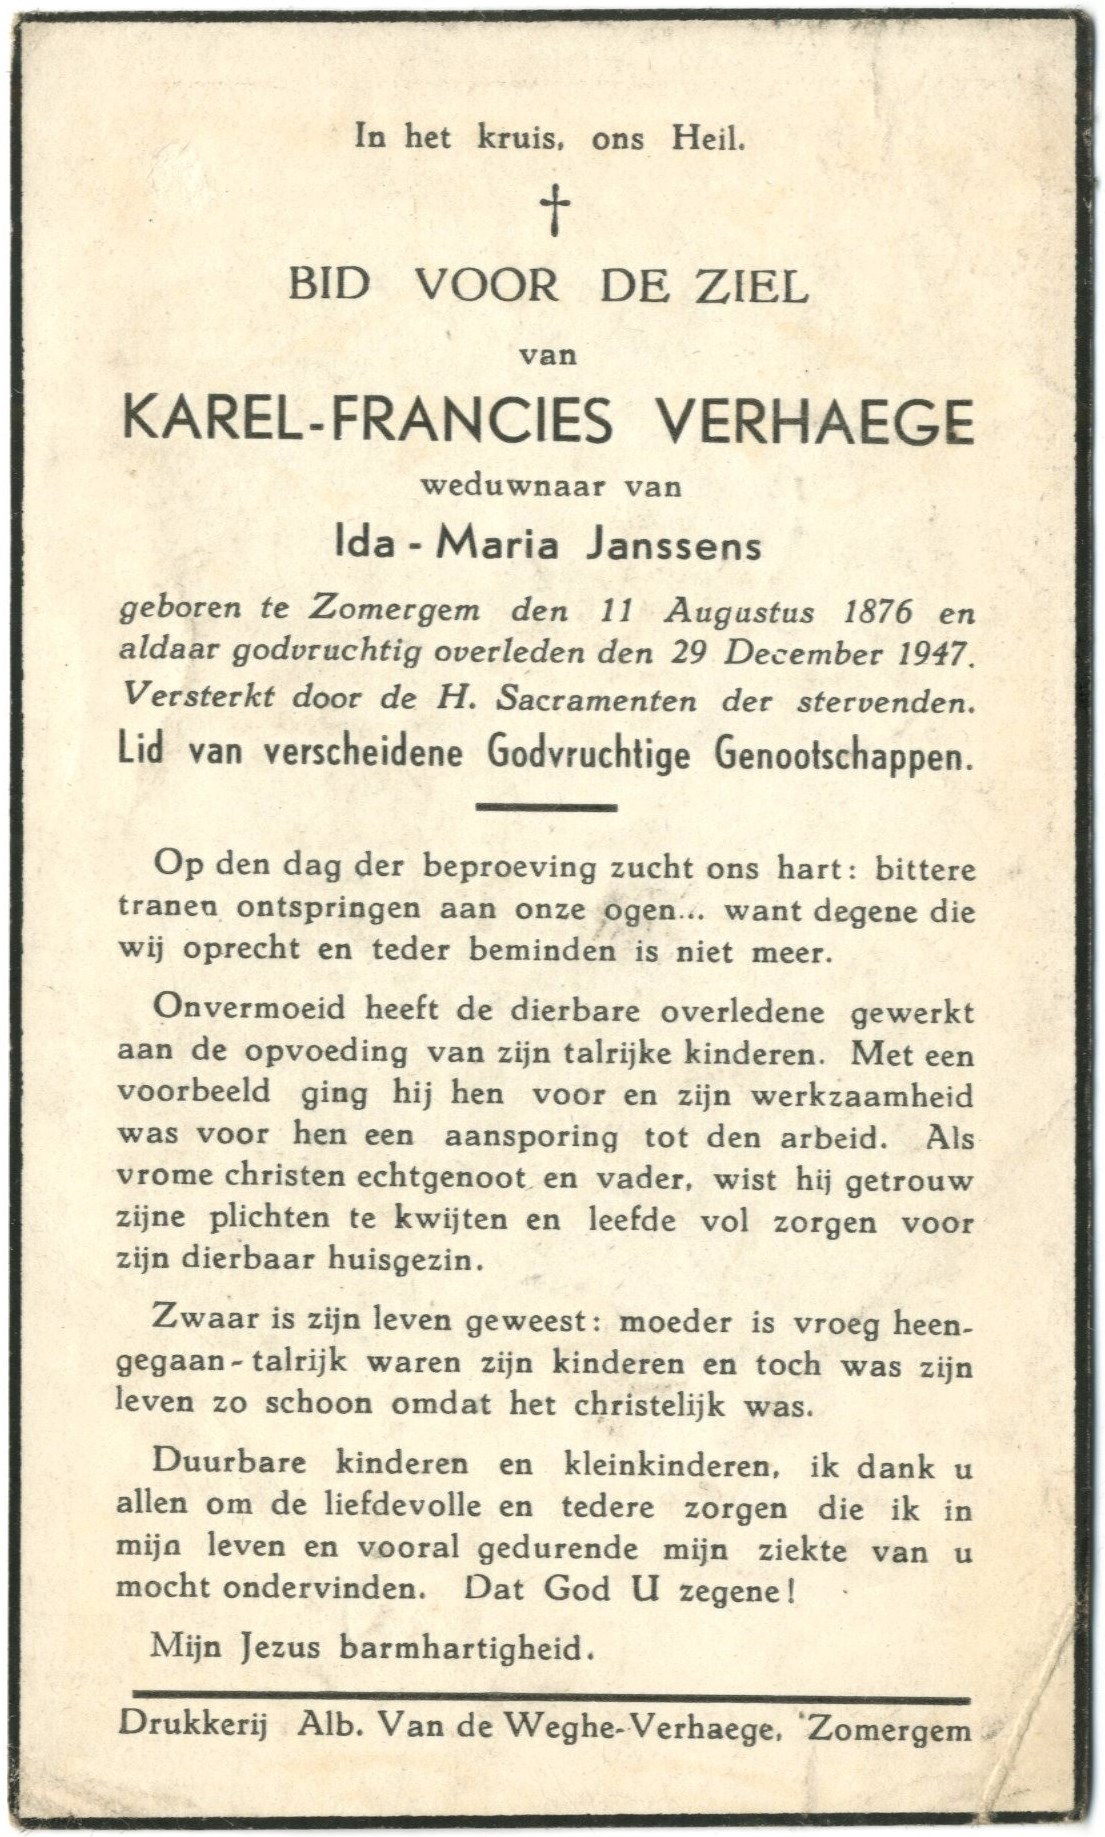 In het kruis, ons Heil.
BID VOOR DE ZIEL
van
KAREL-FRANCIES VERHAEGE
weduwnaar van
Ida - Maria Janssens
geboren te Zomergem den 11 Augustus 1876 en
aldaar godvruchtig overleden den 29 December 1947.
Versterkt door de H. Sacramenten der stervenden.
Lid van verscheidene Godvruchtige Genootschappen.
Op den dag der beproeving zucht ons hart: bittere
tranen ontspringen aan onze ogen... want degene die
wij oprecht en teder beminden is niet meer.
Onvermoeid heeft de dierbare overledene gewerkt
aan de opvoeding van zijn talrijke kinderen. Met een
voorbeeld ging hij hen voor en zijn werkzaamheid
was voor hen een aansporing tot den arbeid. Als
vrome christen echtgenoot en vader, wist hij getrouw
zijne plichten te kwijten en leefde vol zorgen voor
zijn dierbaar huisgezin.
Zwaar is zijn leven geweest: moeder is vroeg heen-
gegaan - talrijk waren zijn kinderen en toch was zijn
leven zo schoon omdat het christelijk was.
Duurbare kinderen en kleinkinderen, ik dank u
allen om de liefdevolle en tedere zorgen die ik in
mijn leven en vooral gedurende mijn ziekte van u
mocht ondervinden. Dat God U zegene!
Mijn Jezus barmhartigheid.
Drukkerij Alb. Van de Weghe-Verhaege, Zomergem